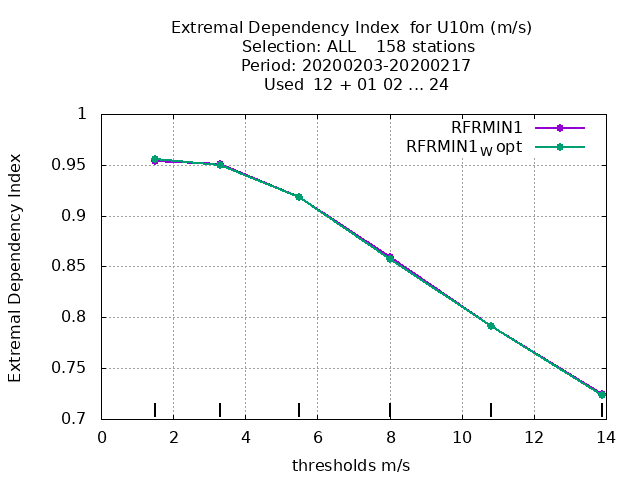 Extremal Dependency Index  for U10m (m/s)
Selection: ALL    158 stations
Period: 20200203-20200217
Used  12 + 01 02 ... 24
RFRMIN1
RFRMIN1W opt
Extremal Dependency Index
1
0.95
0.9
0.85
0.8
0.75
0.7
0 2 4 6 8 10 12 14
thresholds m/s